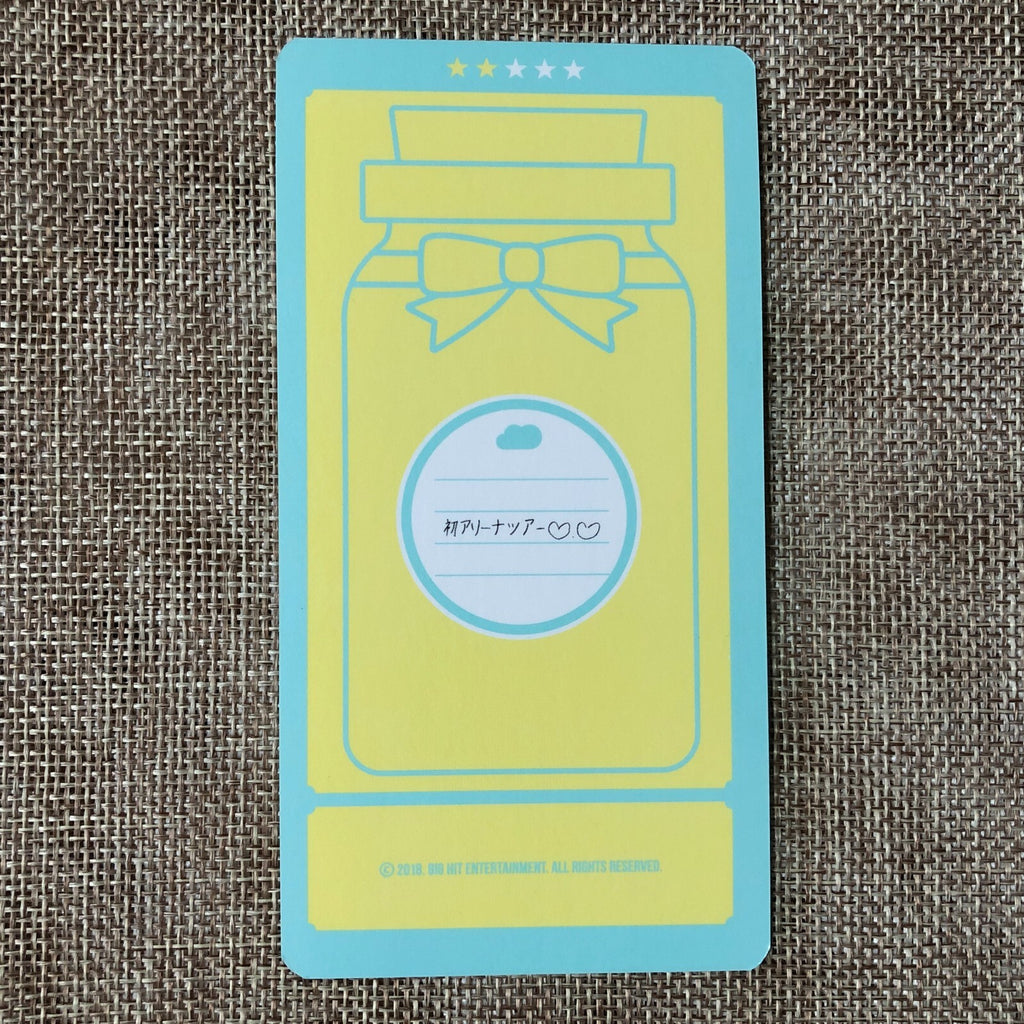 初アリーナツアー♡.♡
© 2018. BIG HIT ENTERTAINMENT. ALL RIGHTS RESERVED.